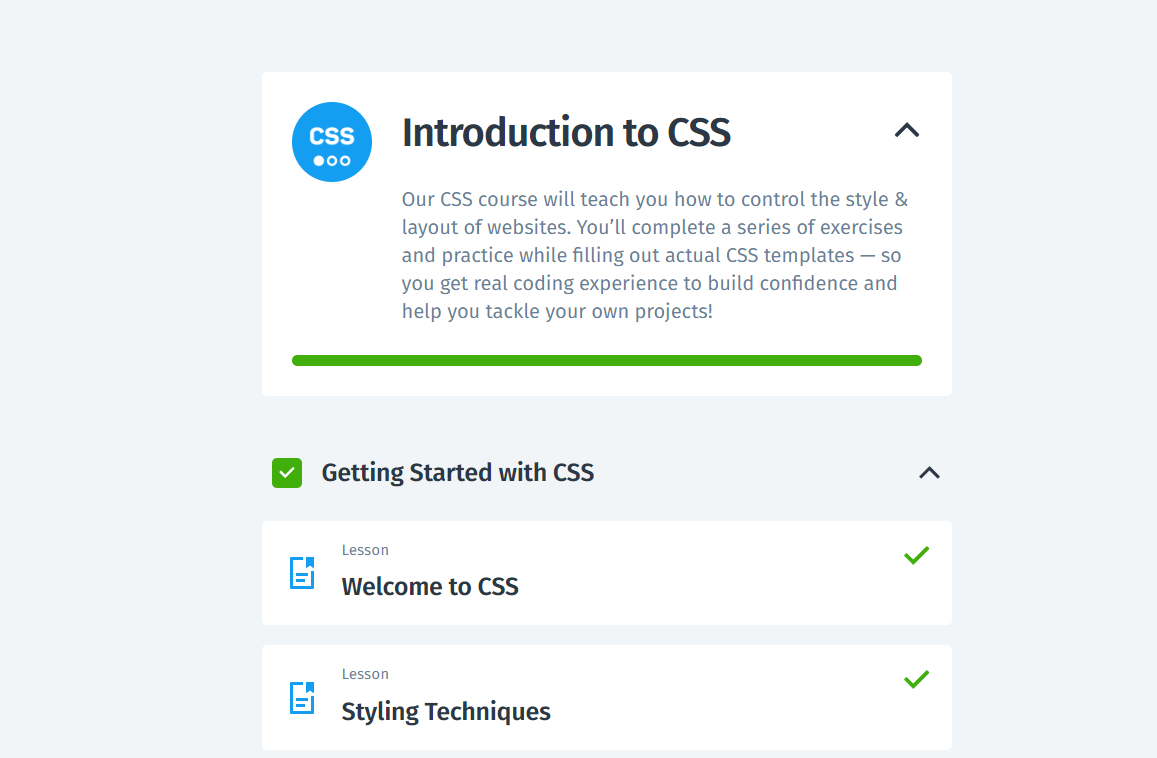 CSS
Introduction to CSS
Our CSS course will teach you how to control the style &
layout of websites. You’ll complete a series of exercises
and practice while filling out actual CSS templates — so
you get real coding experience to build confidence and
help you tackle your own projects!
Getting Started with CSS
Lesson
Welcome to CSS
Lesson
Styling Techniques